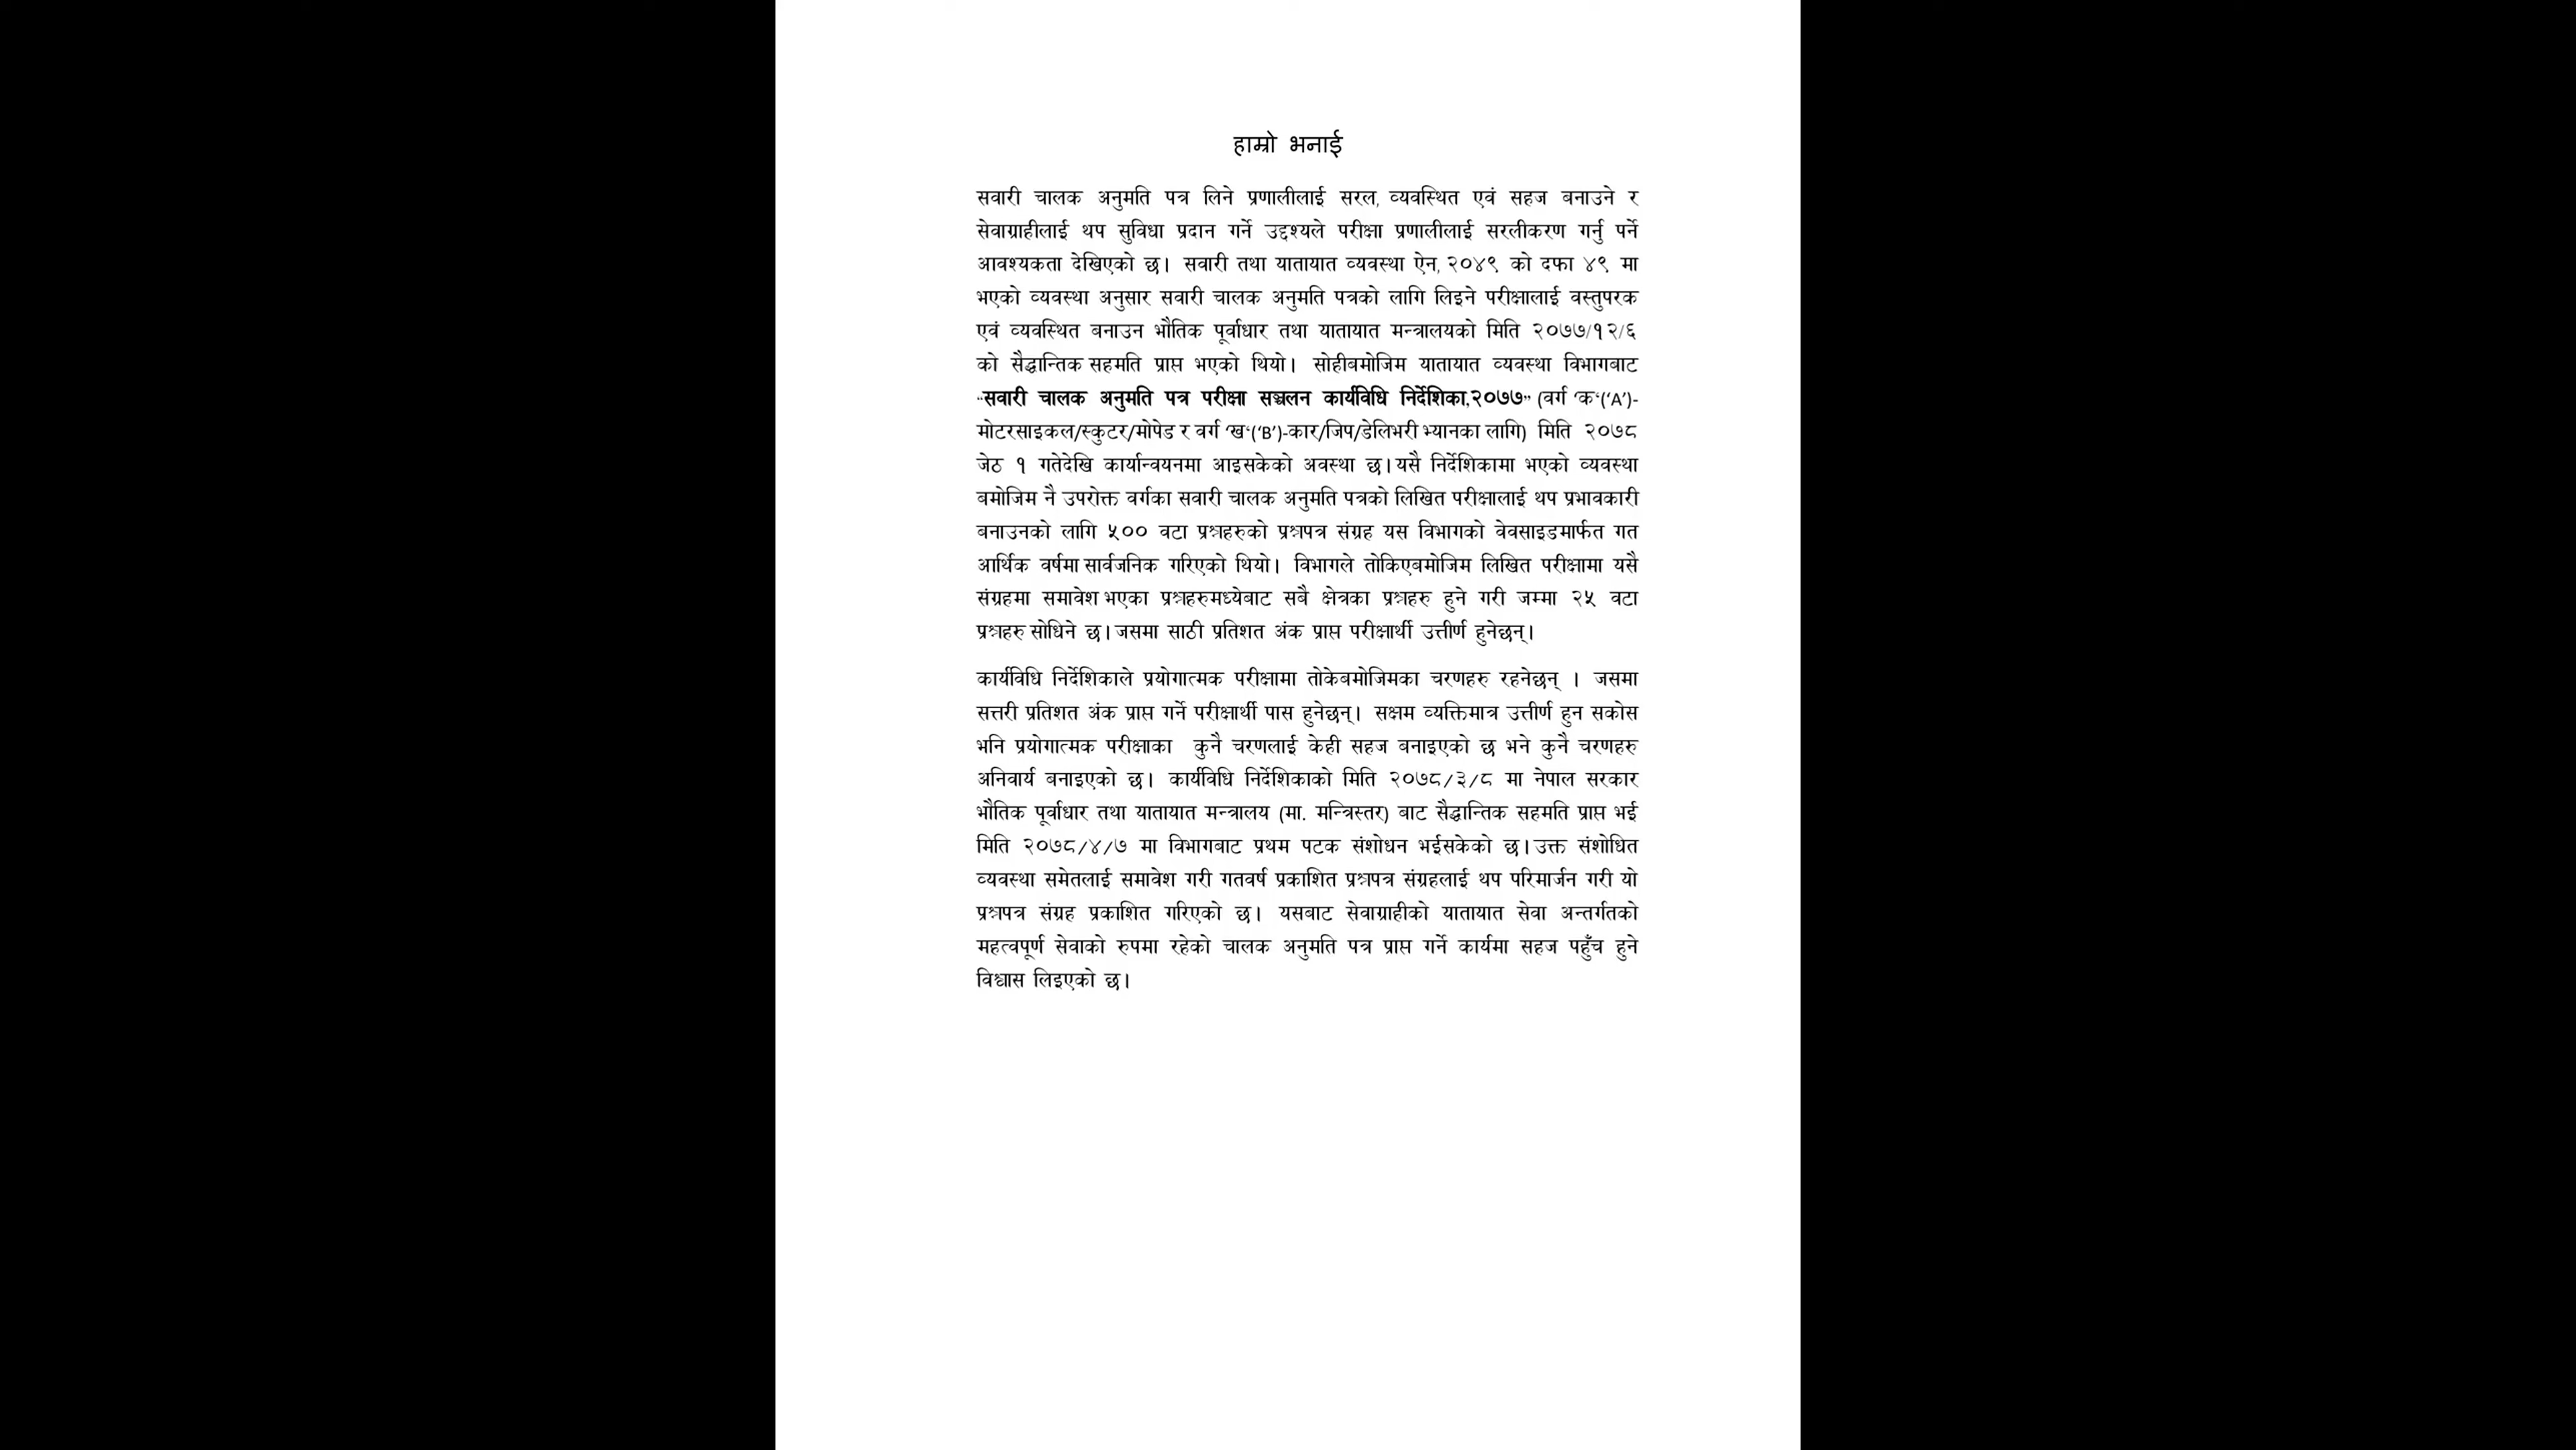 हाम्रो भनाई
सवारी चालक अनुमति पत्र लिने प्रणालीलाई सरल, व्यवस्थित एवं सहज बनाउने र
सेवाग्राहीलाई थप सुविधा प्रदान गर्ने उद्दश्यले परीक्षा प्रणालीलाई सरलीकरण गर्नु पर्ने
आवश्यकता देखिएको छ। सवारी तथा यातायात व्यवस्था ऐन, २०४९ को दफा ४९ मा
भएको व्यवस्था अनुसार सवारी चालक अनुमति पत्रको लागि लिइने परीक्षालाई वस्तुपरक
एवं व्यवस्थित बनाउन भौतिक पूर्वाधार तथा यातायात मन्त्रालयको मिति २०७७/१२/६
को सैद्धान्तिक सहमति प्राप्त भएको थियो। सोहीबमोजिम यातायात व्यवस्था विभागबाट
"सवारी चालक अनुमति पत्र परीक्षा सञ्चलन कार्यविधि निर्देशिका,२०७७" (वर्ग 'क'('A')-
मोटरसाइकल/स्कुटर/मोपेड र वर्ग 'ख'('B')-कार/जिप/डेलिभरी भ्यानका लागि) मिति २०७८
जेठ १ गतेदेखि कार्यान्वयनमा आइसकेको अवस्था छ। यसै निर्देशिकामा भएको व्यवस्था
बमोजिम नै उपरोक्त वर्गका सवारी चालक अनुमति पत्रको लिखित परीक्षालाई थप प्रभावकारी
बनाउनको लागि ५०० वटा प्रश्नहरुको प्रश्नपत्र संग्रह यस विभागको वेवसाइडमार्फत गत
आर्थिक वर्षमा सार्वजनिक गरिएको थियो। विभागले तोकिएबमोजिम लिखित परीक्षामा यसै
संग्रहमा समावेश भएका प्रश्नहरुमध्येबाट सबै क्षेत्रका प्रश्नहरु हुने गरी जम्मा २५ वटा
प्रश्नहरु सोधिने छ। जसमा साठी प्रतिशत अंक प्राप्त परीक्षार्थी उत्तीर्ण हुनेछन्।
कार्यविधि निर्देशिकाले प्रयोगात्मक परीक्षामा तोकेबमोजिमका चरणहरु रहनेछन् । जसमा
सत्तरी प्रतिशत अंक प्राप्त गर्ने परीक्षार्थी पास हुनेछन्। सक्षम व्यक्तिमात्र उत्तीर्ण हुन सकोस
भनि प्रयोगात्मक परीक्षाका कुनै चरणलाई केही सहज बनाइएको छ भने कुनै चरणहरु
अनिवार्य बनाइएको छ। कार्यविधि निर्देशिकाको मिति २०७८/३/८ मा नेपाल सरकार
भौतिक पूर्वाधार तथा यातायात मन्त्रालय (मा. मन्त्रिस्तर) बाट सैद्धान्तिक सहमति प्राप्त भई
मिति २०७८/४/७ मा विभागबाट प्रथम पटक संशोधन भईसकेको छ। उक्त संशोधित
व्यवस्था समेतलाई समावेश गरी गतवर्ष प्रकाशित प्रश्नपत्र संग्रहलाई थप परिमार्जन गरी यो
प्रश्नपत्र संग्रह प्रकाशित गरिएको छ। यसबाट सेवाग्राहीको यातायात सेवा अन्तर्गतको
महत्वपूर्ण सेवाको रुपमा रहेको चालक अनुमति पत्र प्राप्त गर्ने कार्यमा सहज पहुँच हुने
विश्वास लिइएको छ।